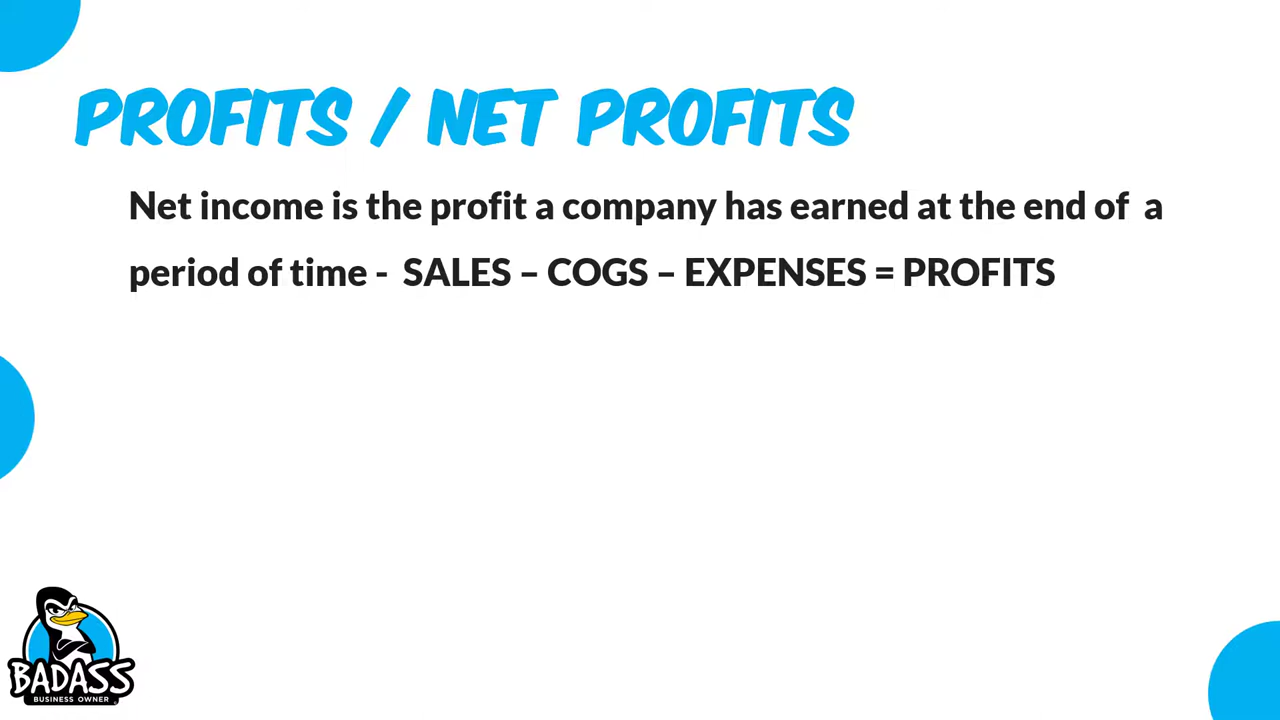 PROFITS / NET PROFITS
Net income is the profit a company has earned at the end of  a
period of time -  SALES – COGS – EXPENSES = PROFITS
BADASS
BUSINESS OWNER